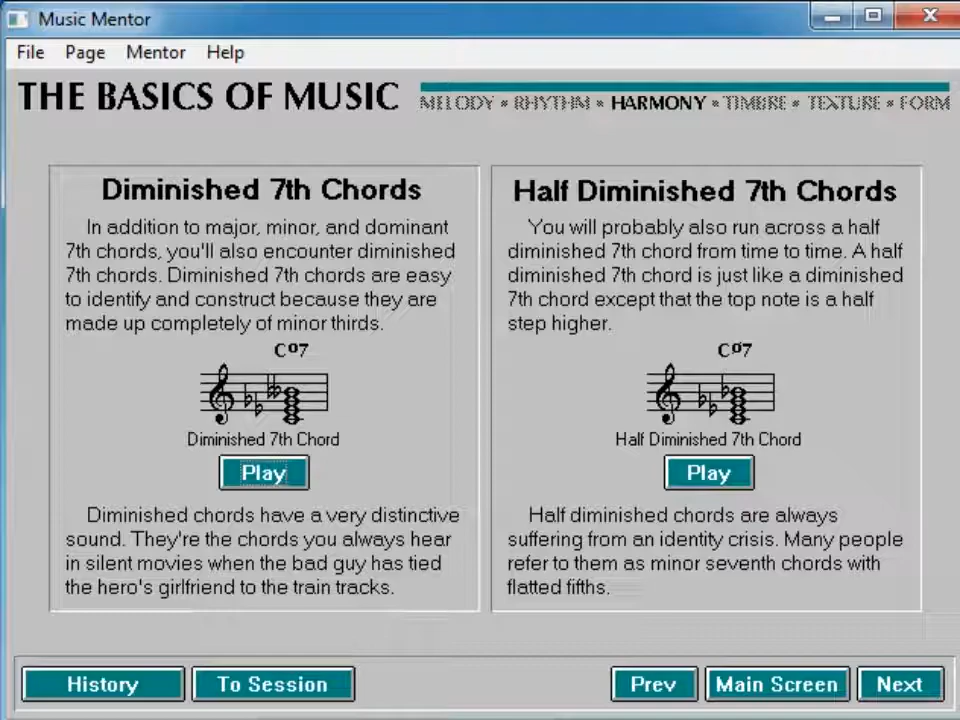 Music Mentor
File Page Mentor Help
THE BASICS OF MUSIC
MELODY • RHYTHM • HARMONY • TIMBRE • TEXTURE • FORM
Diminished 7th Chords
In addition to major, minor, and dominant
7th chords, you'll also encounter diminished
7th chords. Diminished 7th chords are easy
to identify and construct because they are
made up completely of minor thirds.
Cº7
Diminished 7th Chord
Play
Diminished chords have a very distinctive
sound. They're the chords you always hear
in silent movies when the bad guy has tied
the hero's girlfriend to the train tracks.
Half Diminished 7th Chords
You will probably also run across a half
diminished 7th chord from time to time. A half
diminished 7th chord is just like a diminished
7th chord except that the top note is a half
step higher.
Cø7
Half Diminished 7th Chord
Play
Half diminished chords are always
suffering from an identity crisis. Many people
refer to them as minor seventh chords with
flatted fifths.
History To Session Prev Main Screen Next